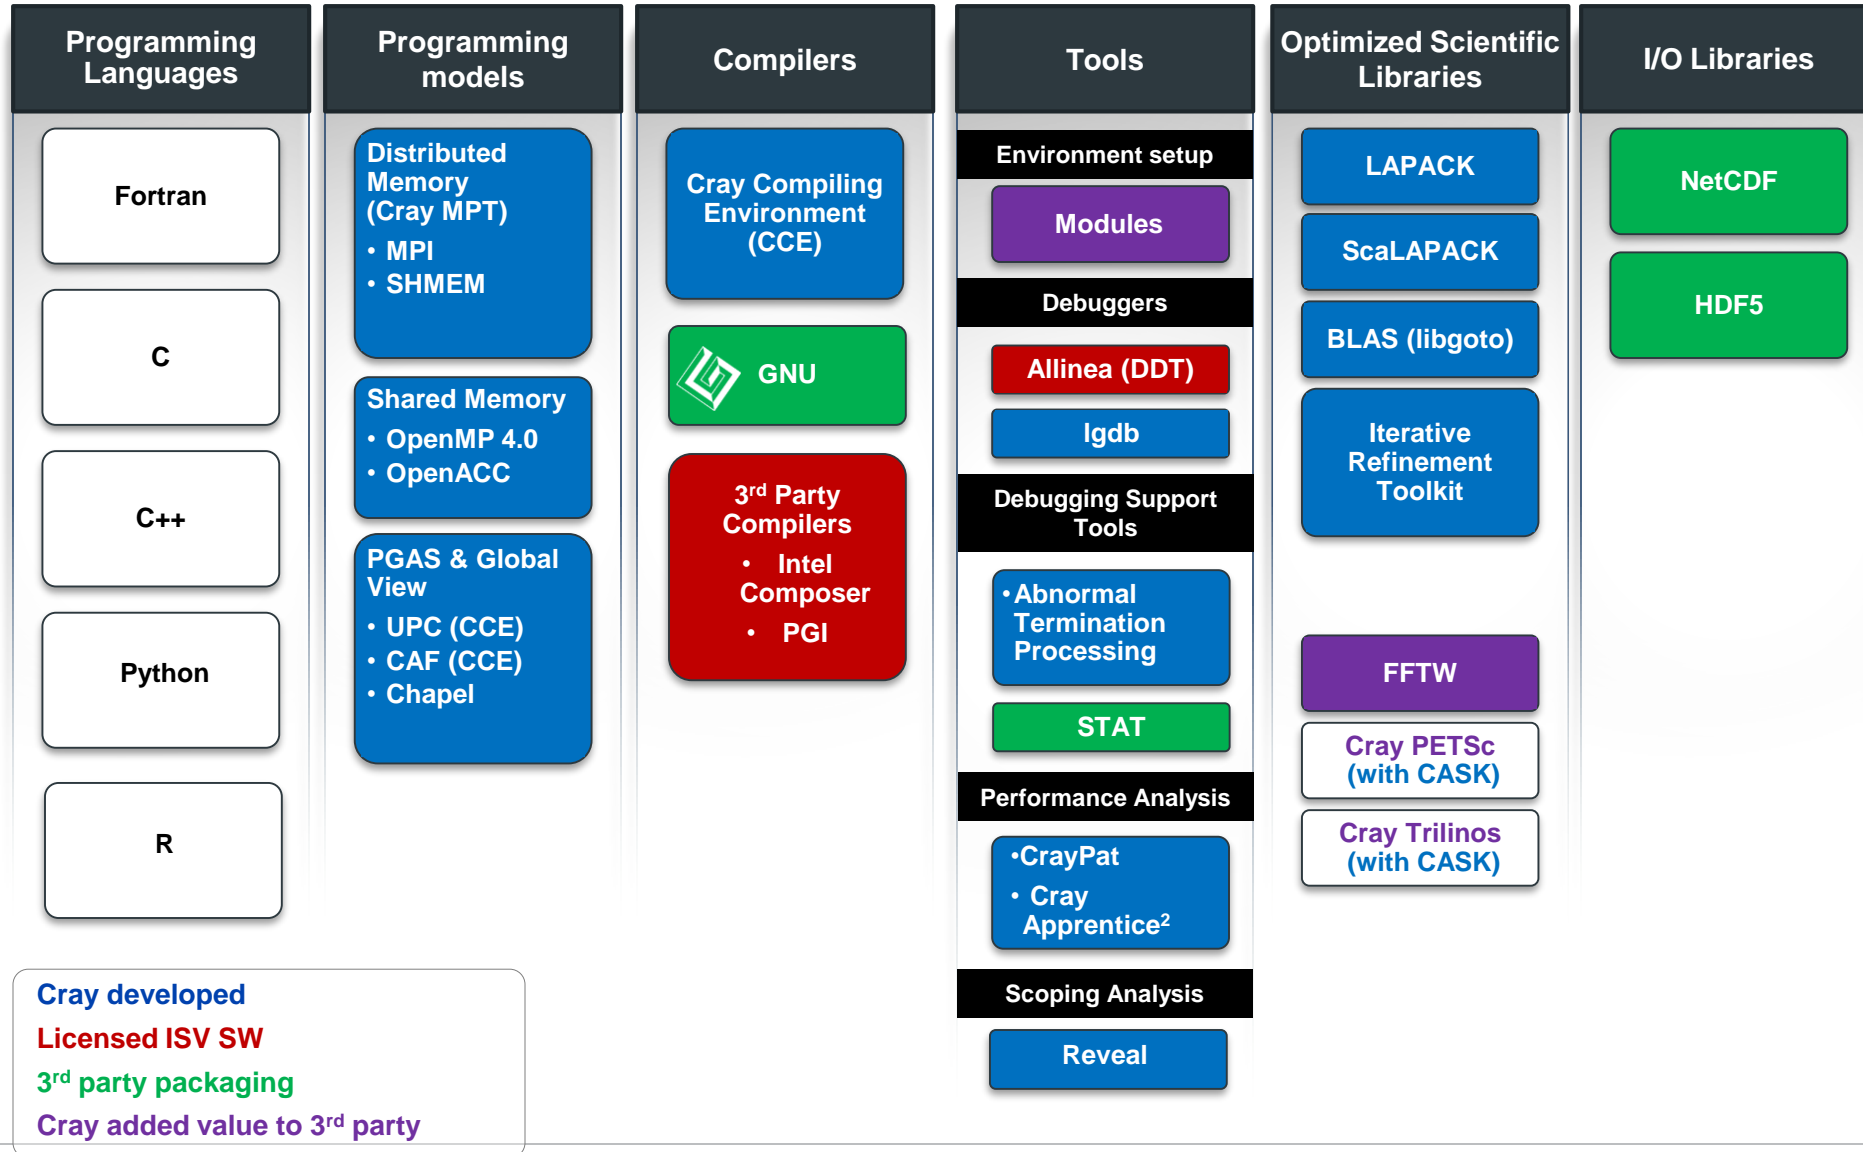 Programming
Languages
Fortran
C
C++
Python
R
Programming
models
Distributed
Memory
(Cray MPT)
• MPI
• SHMEM
Shared Memory
• OpenMP 4.0
• OpenACC
PGAS & Global
View
• UPC (CCE)
• CAF (CCE)
• Chapel
Compilers
Cray Compiling
Environment
(CCE)
GNU
3rd Party
Compilers
• Intel
Composer
• PGI
Tools
Environment setup
Modules
Debuggers
Allinea (DDT)
lgdb
Debugging Support
Tools
•Abnormal
Termination
Processing
STAT
Performance Analysis
•CrayPat
• Cray
Apprentice2
Scoping Analysis
Reveal
Optimized Scientific
Libraries
LAPACK
ScaLAPACK
BLAS (libgoto)
Iterative
Refinement
Toolkit
FFTW
Cray PETSc
(with CASK)
Cray Trilinos
(with CASK)
I/O Libraries
NetCDF
HDF5
Cray developed
Licensed ISV SW
3rd party packaging
Cray added value to 3rd party